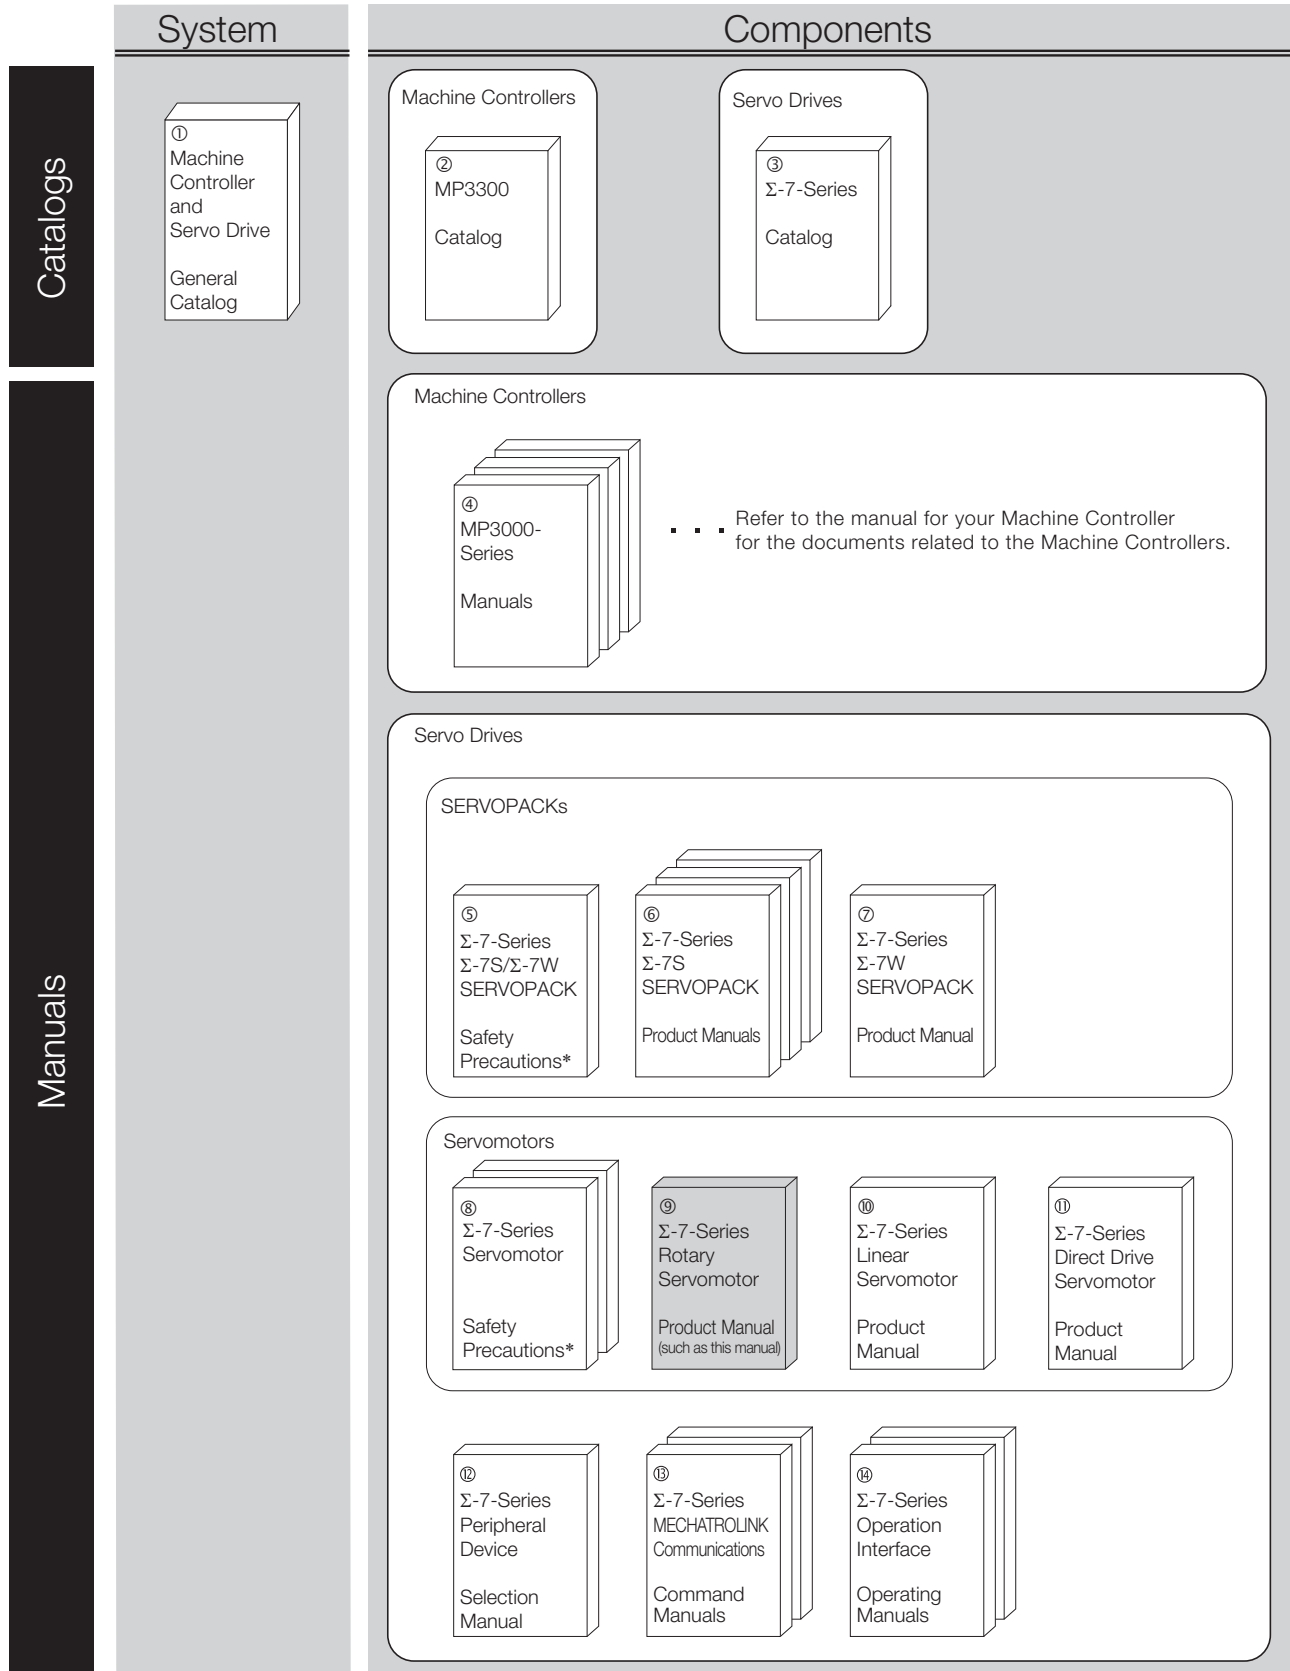 System
Components
Catalogs
①
Machine
Controller
and
Servo Drive
General
Catalog
Machine Controllers
②
MP3300
Catalog
Servo Drives
③
Σ-7-Series
Catalog
Manuals
Machine Controllers
④
MP3000-
Series
Manuals
Refer to the manual for your Machine Controller
for the documents related to the Machine Controllers.
Servo Drives
SERVOPACKs
⑤
Σ-7-Series
Σ-7S/Σ-7W
SERVOPACK
Safety
Precautions*
⑥
Σ-7-Series
Σ-7S
SERVOPACK
Product Manuals
⑦
Σ-7-Series
Σ-7W
SERVOPACK
Product Manual
Servomotors
⑧
Σ-7-Series
Servomotor
Safety
Precautions*
⑨
Σ-7-Series
Rotary
Servomotor
Product Manual
(such as this manual)
⑩
Σ-7-Series
Linear
Servomotor
Product
Manual
⑪
Σ-7-Series
Direct Drive
Servomotor
Product
Manual
⑫
Σ-7-Series
Peripheral
Device
Selection
Manual
⑬
Σ-7-Series
MECHATROLINK
Communications
Command
Manuals
⑭
Σ-7-Series
Operation
Interface
Operating
Manuals